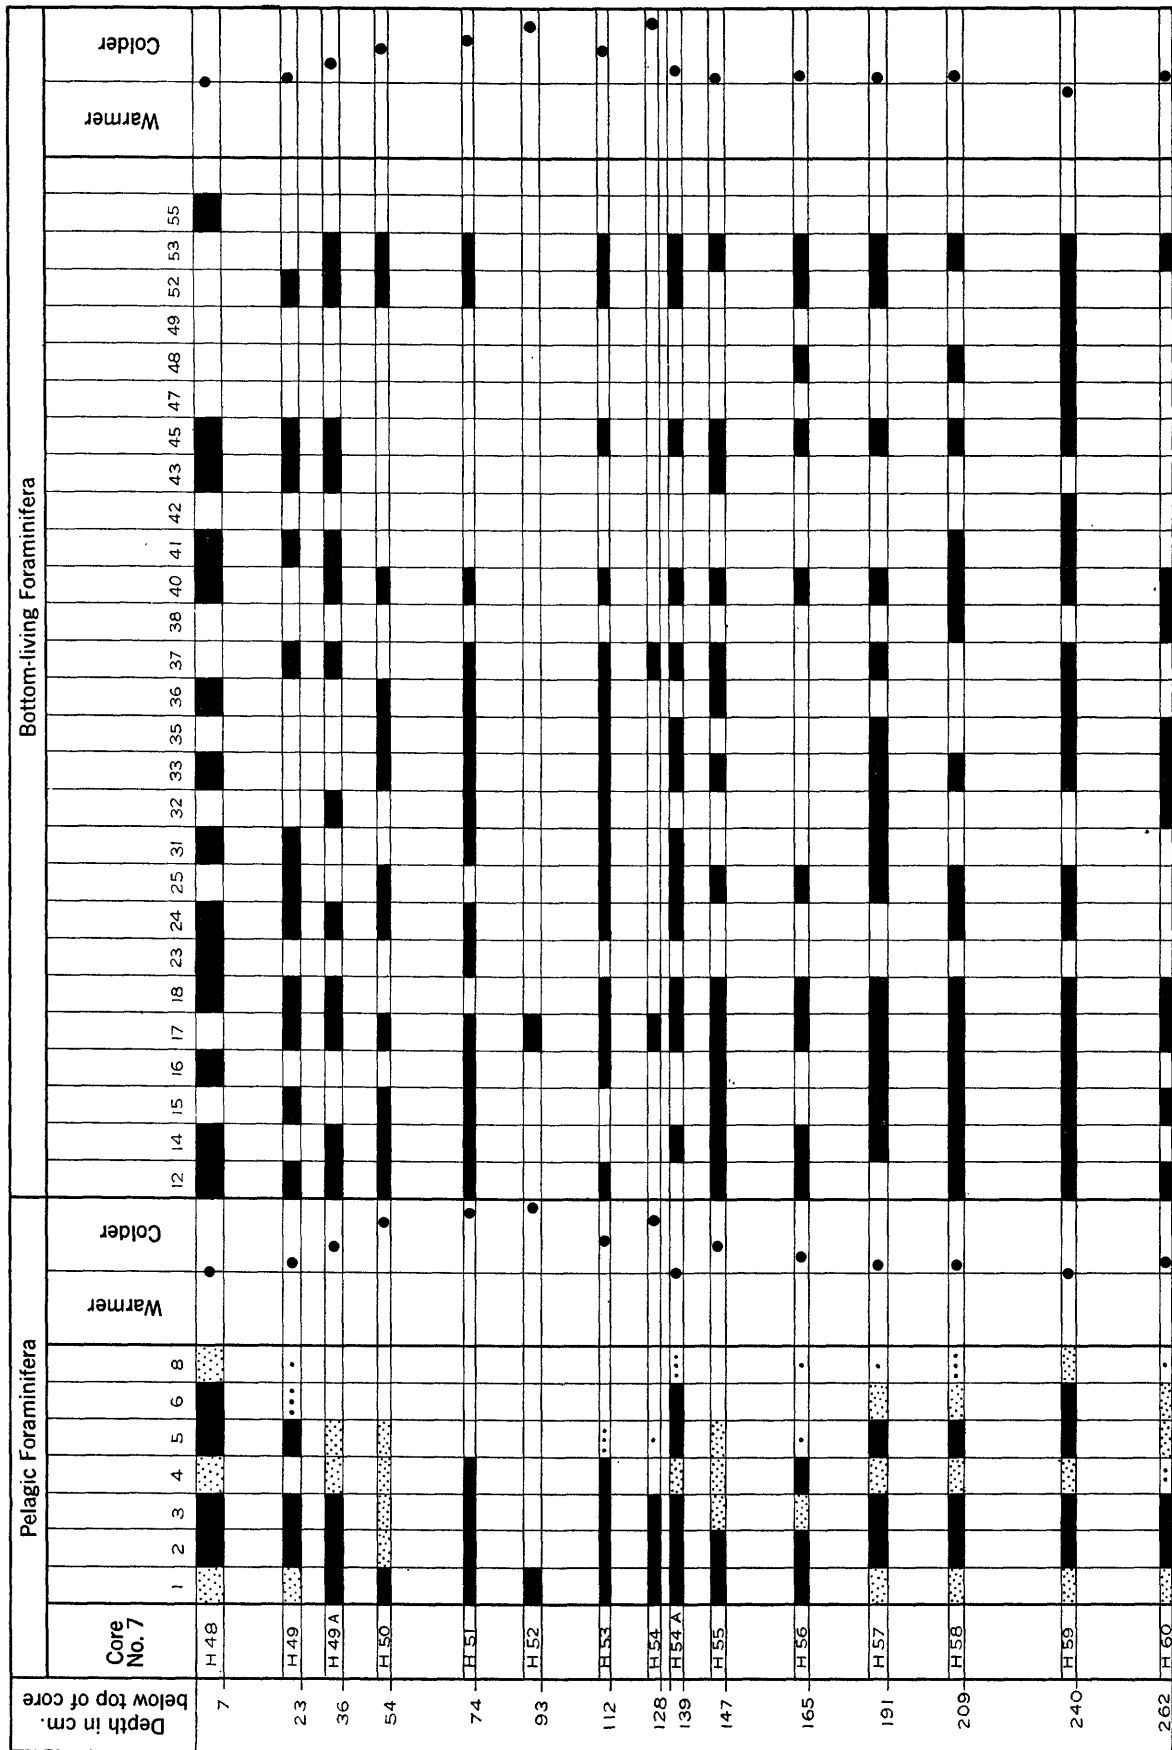 Depth in cm.
below top of core
Core
No. 7
Pelagic Foraminifera
1 2 3 4 5 6 8
Warmer
Colder
Bottom-living Foraminifera
12 14 15 16 17 18 23 24 25 31 32 33 35 36 37 38 40 41 42 43 45 47 48 49 52 53 55
Warmer
Colder
7 H 48
23 H 49
36 H 49 A
54 H 50
74 H 51
93 H 52
112 H 53
128 H 54
139 H 54 A
147 H 55
165 H 56
191 H 57
209 H 58
240 H 59
262 H 60